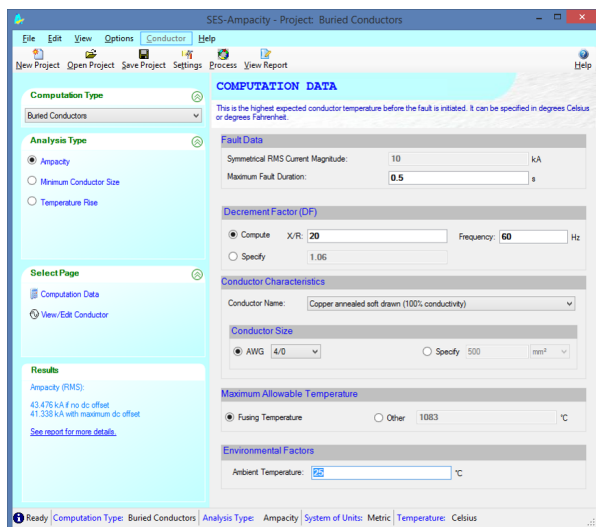 SES-Ampacity - Project: Buried Conductors
File Edit View Options Conductor Help
New Project Open Project Save Project Settings Process View Report Help
Computation Type
Buried Conductors
Analysis Type
Ampacity
Minimum Conductor Size
Temperature Rise
Select Page
Computation Data
View/Edit Conductor
Results
Ampacity (RMS):
43.476 kA if no dc offset
41.338 kA with maximum dc offset
See report for more details.
COMPUTATION DATA
This is the highest expected conductor temperature before the fault is initiated. It can be specified in degrees Celsius
or degrees Fahrenheit.
Fault Data
Symmetrical RMS Current Magnitude: 10 kA
Maximum Fault Duration: 0.5 s
Decrement Factor (DF)
Compute X/R: 20 Frequency: 60 Hz
Specify 1.06
Conductor Characteristics
Conductor Name: Copper annealed soft drawn (100% conductivity)
Conductor Size
AWG 4/0 Specify 500 mm²
Maximum Allowable Temperature
Fusing Temperature Other 1083 °C
Environmental Factors
Ambient Temperature: 25 °C
Ready Computation Type: Buried Conductors Analysis Type: Ampacity System of Units: Metric Temperature: Celsius